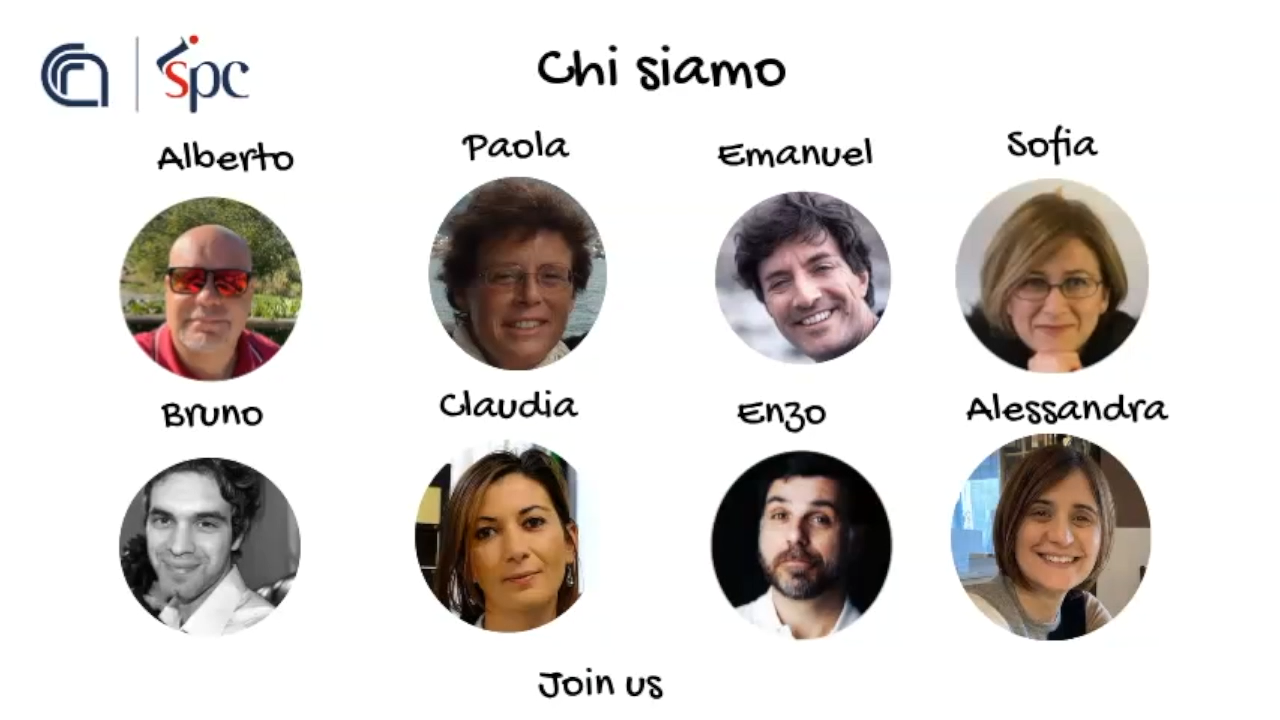 spc
Chi siamo
Alberto
Paola
Emanuel
Sofia
Bruno
Claudia
Enzo
Alessandra
Join us